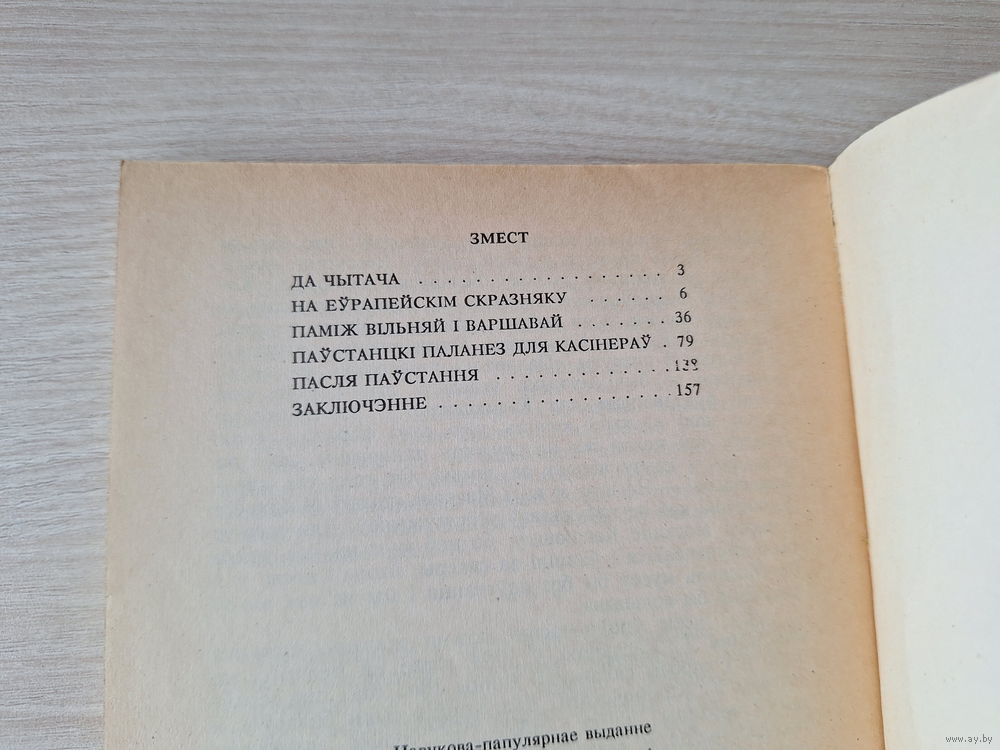 ЗМЕСТ
ДА ЧЫТАЧА . . . . . . . . . . . . . . . . 3
НА ЕЎРАПЕЙСКІМ СКРАЗНЯКУ . . . . . . 6
ПАМІЖ ВІЛЬНЯЙ І ВАРШАВАЙ . . . . . . . 36
ПАЎСТАНЦКІ ПАЛАНЕЗ ДЛЯ КАСІНЕРАЎ . 79
ПАСЛЯ ПАЎСТАННЯ . . . . . . . . . . . .
ЗАКЛЮЧЭННЕ . . . . . . . . . . . . . . . . 157
Навукова-папулярнае выданне
www.ay.by